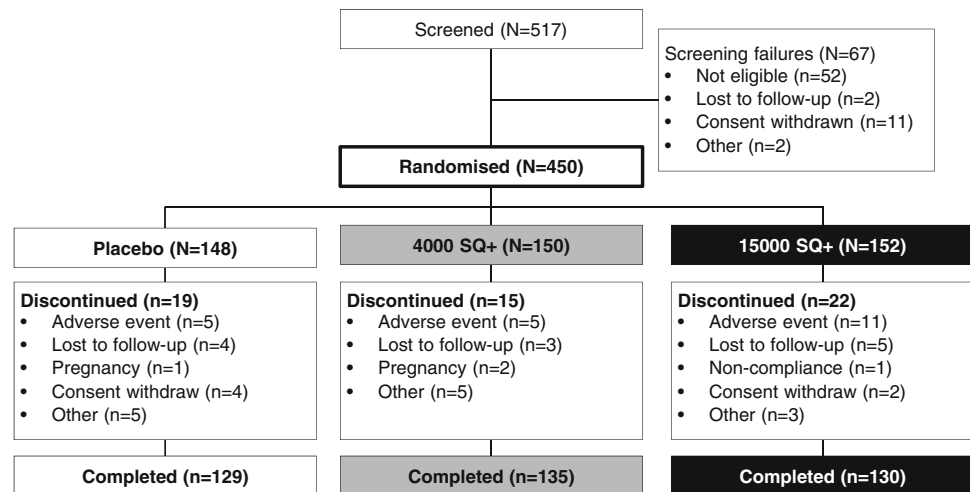 Screened (N=517)
Screening failures (N=67)
• Not eligible (n=52)
• Lost to follow-up (n=2)
• Consent withdrawn (n=11)
• Other (n=2)
Randomised (N=450)
Placebo (N=148)
Discontinued (n=19)
• Adverse event (n=5)
• Lost to follow-up (n=4)
• Pregnancy (n=1)
• Consent withdraw (n=4)
• Other (n=5)
Completed (n=129)
4000 SQ+ (N=150)
Discontinued (n=15)
• Adverse event (n=5)
• Lost to follow-up (n=3)
• Pregnancy (n=2)
• Other (n=5)
Completed (n=135)
15000 SQ+ (N=152)
Discontinued (n=22)
• Adverse event (n=11)
• Lost to follow-up (n=5)
• Non-compliance (n=1)
• Consent withdraw (n=2)
• Other (n=3)
Completed (n=130)